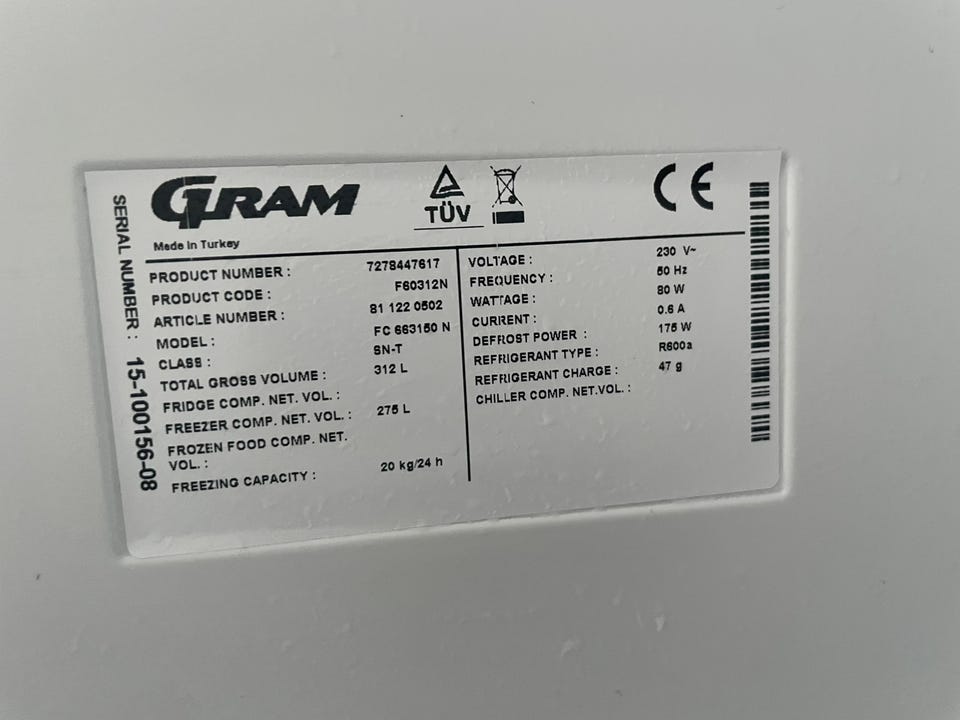 GRAM
TÜV
CE
Made in Turkey
SERIAL NUMBER : 15-100156-08
PRODUCT NUMBER : 7278447617
PRODUCT CODE : F60312N
ARTICLE NUMBER : 81 122 0502
MODEL : FC 663150 N
CLASS : SN-T
TOTAL GROSS VOLUME : 312 L
FRIDGE COMP. NET. VOL. :
FREEZER COMP. NET. VOL. : 275 L
FROZEN FOOD COMP. NET.
VOL. :
FREEZING CAPACITY : 20 kg/24 h
VOLTAGE : 230 V~
FREQUENCY : 50 Hz
WATTAGE : 80 W
CURRENT : 0.6 A
DEFROST POWER : 175 W
REFRIGERANT TYPE : R600a
REFRIGERANT CHARGE : 47 g
CHILLER COMP. NET.VOL. :